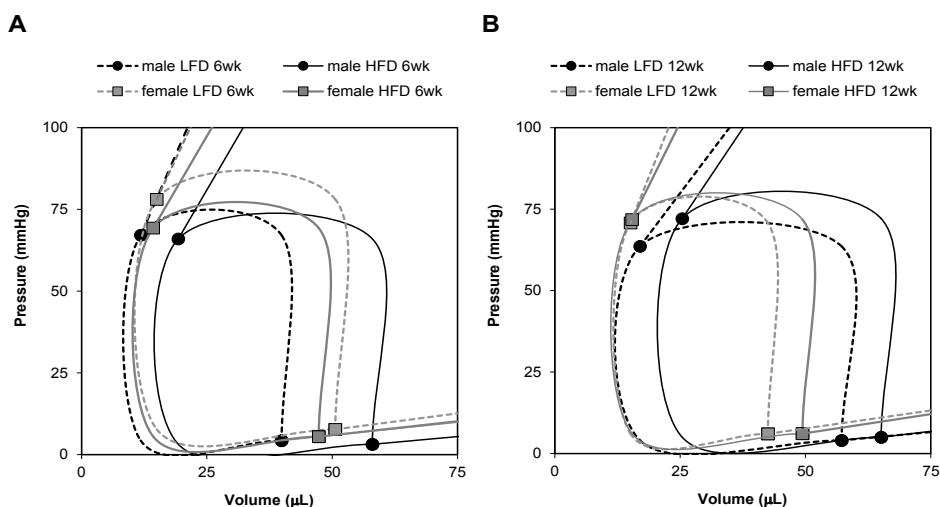 A
B
male LFD 6wk
male HFD 6wk
female LFD 6wk
female HFD 6wk
male LFD 12wk
male HFD 12wk
female LFD 12wk
female HFD 12wk
100
75
50
25
0
Pressure (mmHg)
0
25
50
75
Volume (µL)
100
75
50
25
0
Pressure (mmHg)
0
25
50
75
Volume (µL)